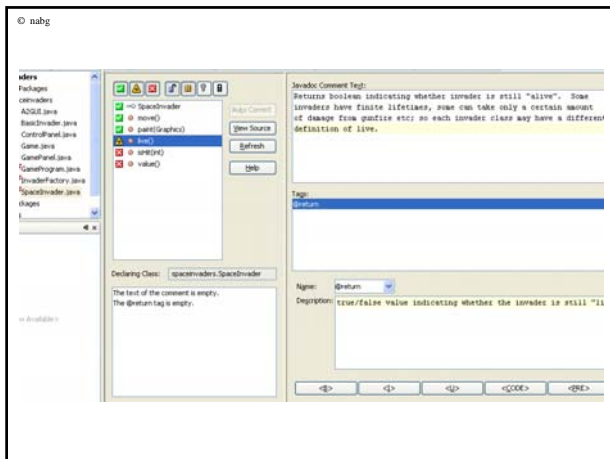 © nabg
aders
Packages
ceinvaders
A2GUI.java
BasicInvader.java
ControlPanel.java
Game.java
GamePanel.java
GameProgram.java
InvaderFactory.java
SpaceInvader.java
ckages
SpaceInvader
move()
paint(Graphics)
live()
isHit(int)
value()
Auto Correct
View Source
Refresh
Help
Declaring Class: spaceinvaders.SpaceInvader
The text of the comment is empty.
The @return tag is empty.
Javadoc Comment Text:
Returns boolean indicating whether invader is still "alive". Some
invaders have finite lifetimes, some can take only a certain amount
of damage from gunfire etc; so each invader class may have a different
definition of live.
Tags:
@return
Name: @return
Description: true/false value indicating whether the invader is still "li
<B>
<I>
<U>
<CODE>
<PRE>